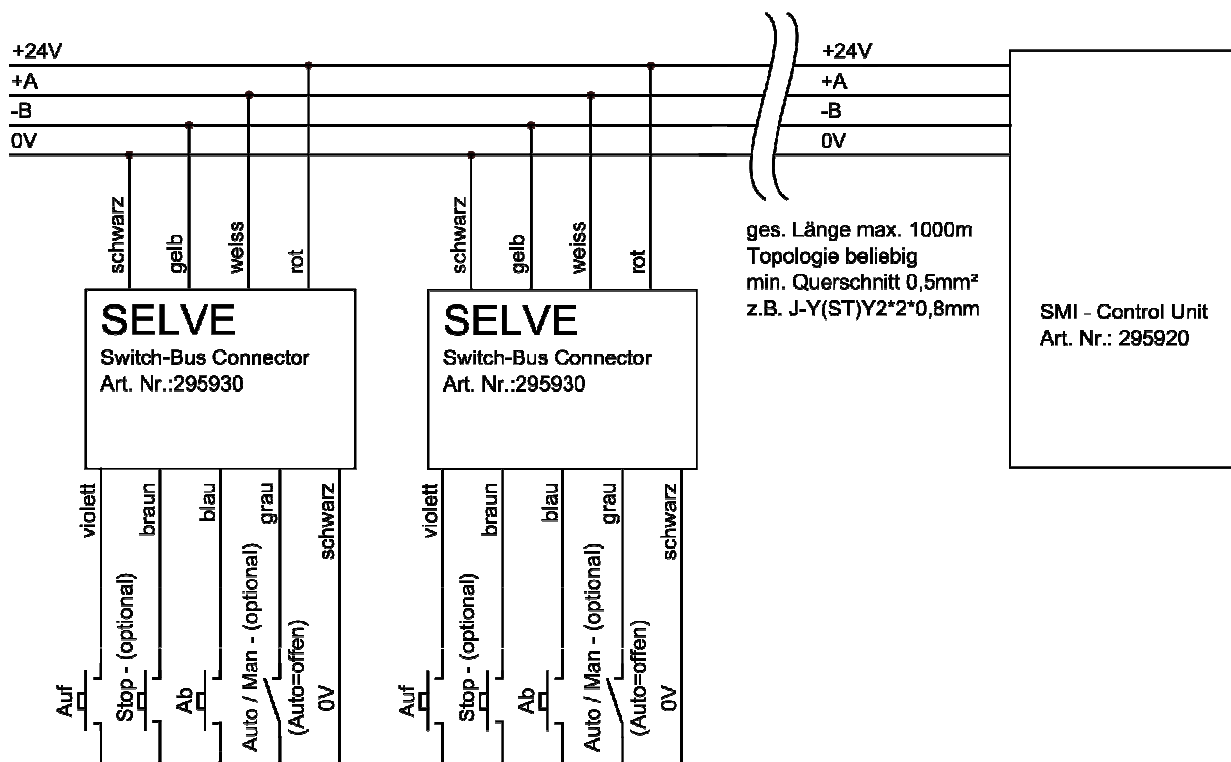 +24V
+A
-B
0V
+24V
+A
-B
0V
schwarz
gelb
weiss
rot
schwarz
gelb
weiss
rot
ges. Länge max. 1000m
Topologie beliebig
min. Querschnitt 0,5mm²
z.B. J-Y(ST)Y2*2*0,8mm
SELVE
Switch-Bus Connector
Art. Nr.:295930
SELVE
Switch-Bus Connector
Art. Nr.:295930
SMI - Control Unit
Art. Nr.: 295920
violett
braun
blau
grau
schwarz
violett
braun
blau
grau
schwarz
Auf
Stop - (optional)
Ab
Auto / Man - (optional)
(Auto=offen)
0V
Auf
Stop - (optional)
Ab
Auto / Man - (optional)
(Auto=offen)
0V